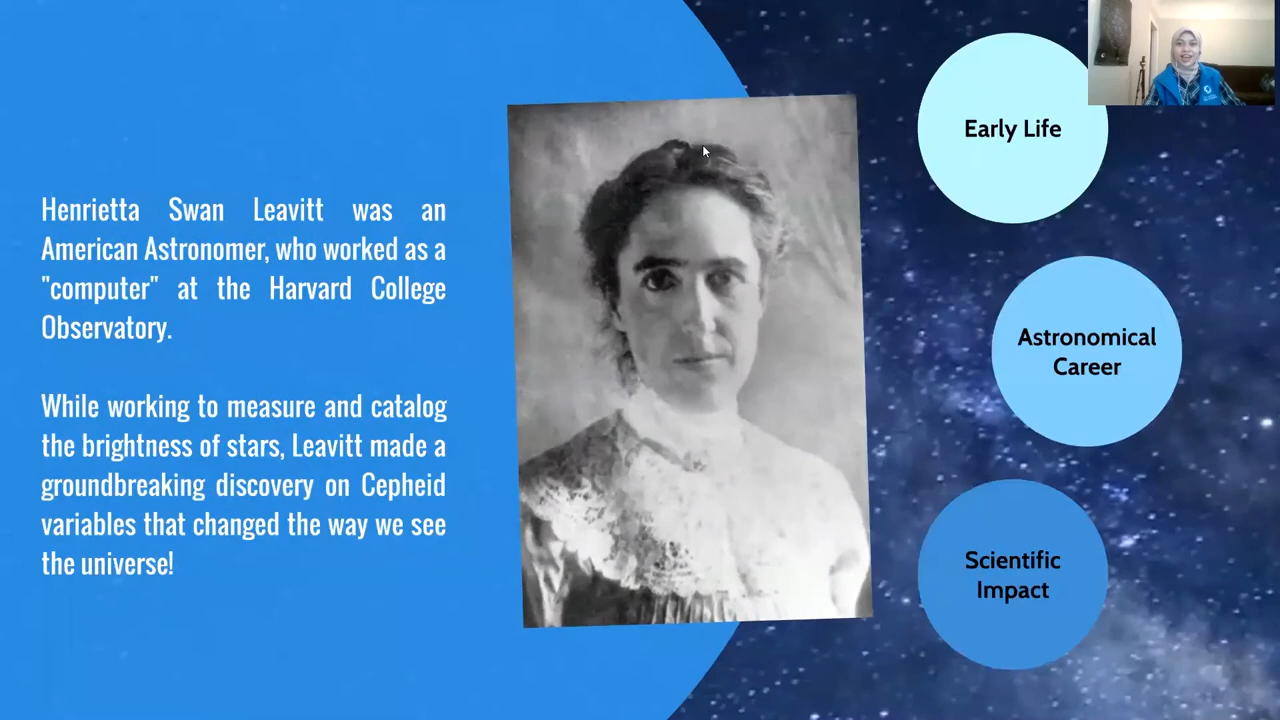 Henrietta Swan Leavitt was an
American Astronomer, who worked as a
"computer" at the Harvard College
Observatory.
While working to measure and catalog
the brightness of stars, Leavitt made a
groundbreaking discovery on Cepheid
variables that changed the way we see
the universe!
Early Life
Astronomical
Career
Scientific
Impact